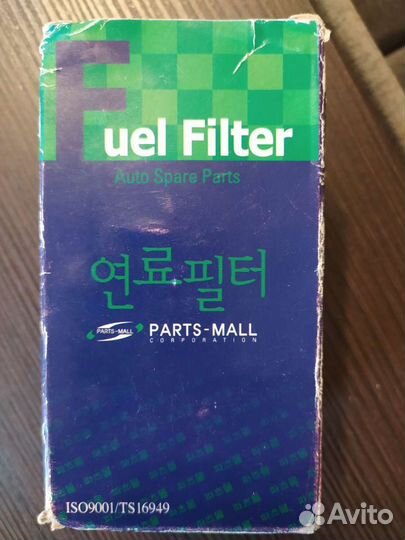 Fuel Filter
Auto Spare Parts
연료필터
PARTS-MALL PARTS-MALL
CORPORATION
ISO9001/TS16949
Avito